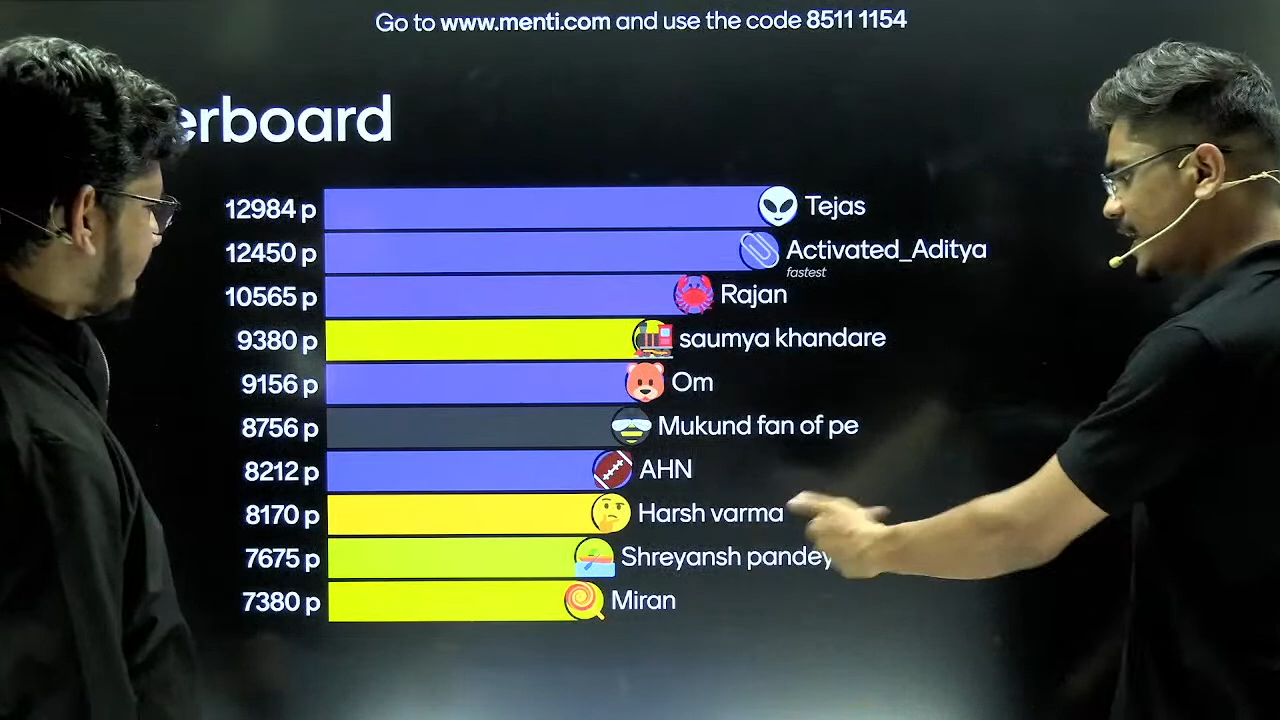 Go to www.menti.com and use the code 8511 1154
erboard
12984 p Tejas
12450 p Activated_Aditya
fastest
10565 p Rajan
9380 p saumya khandare
9156 p Om
8756 p Mukund fan of pe
8212 p AHN
8170 p Harsh varma
7675 p Shreyansh pandey
7380 p Miran